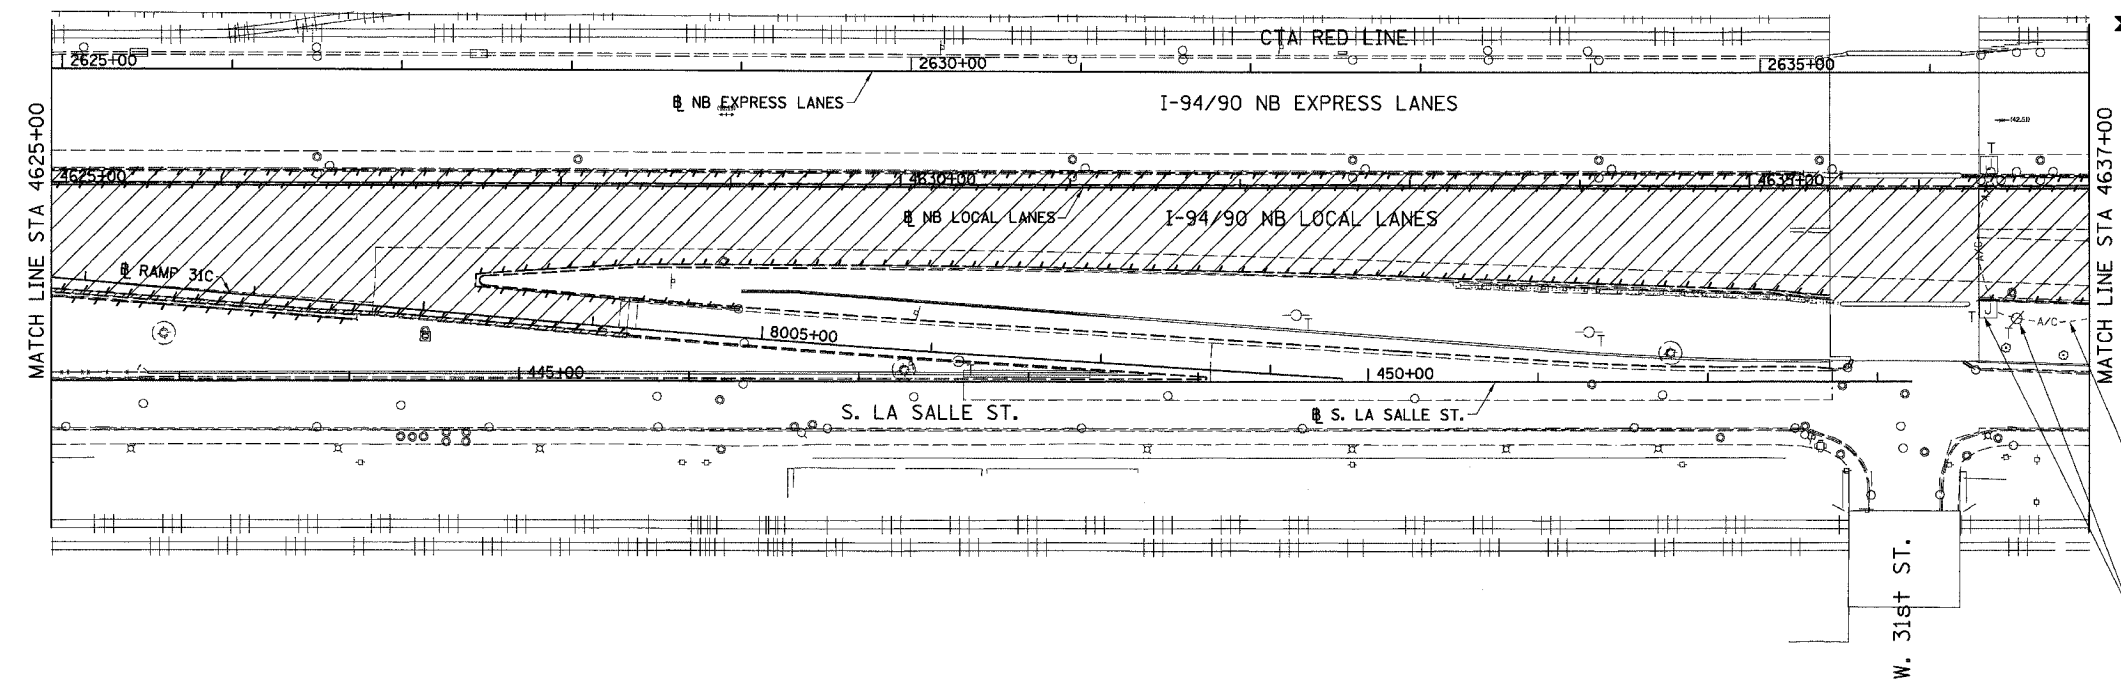 CTA RED LINE
2625+00
2630+00
2635+00
℄ NB EXPRESS LANES
I-94/90 NB EXPRESS LANES
MATCH LINE STA 4625+00
MATCH LINE STA 4637+00
T
J
4625+00
4630+00
4635+00
℄ NB LOCAL LANES
I-94/90 NB LOCAL LANES
A/C
℄ RAMP 31C
T
J
T
A/C
T
T
8005+00
445+00
450+00
S. LA SALLE ST.
℄ S. LA SALLE ST.
W. 31st ST.